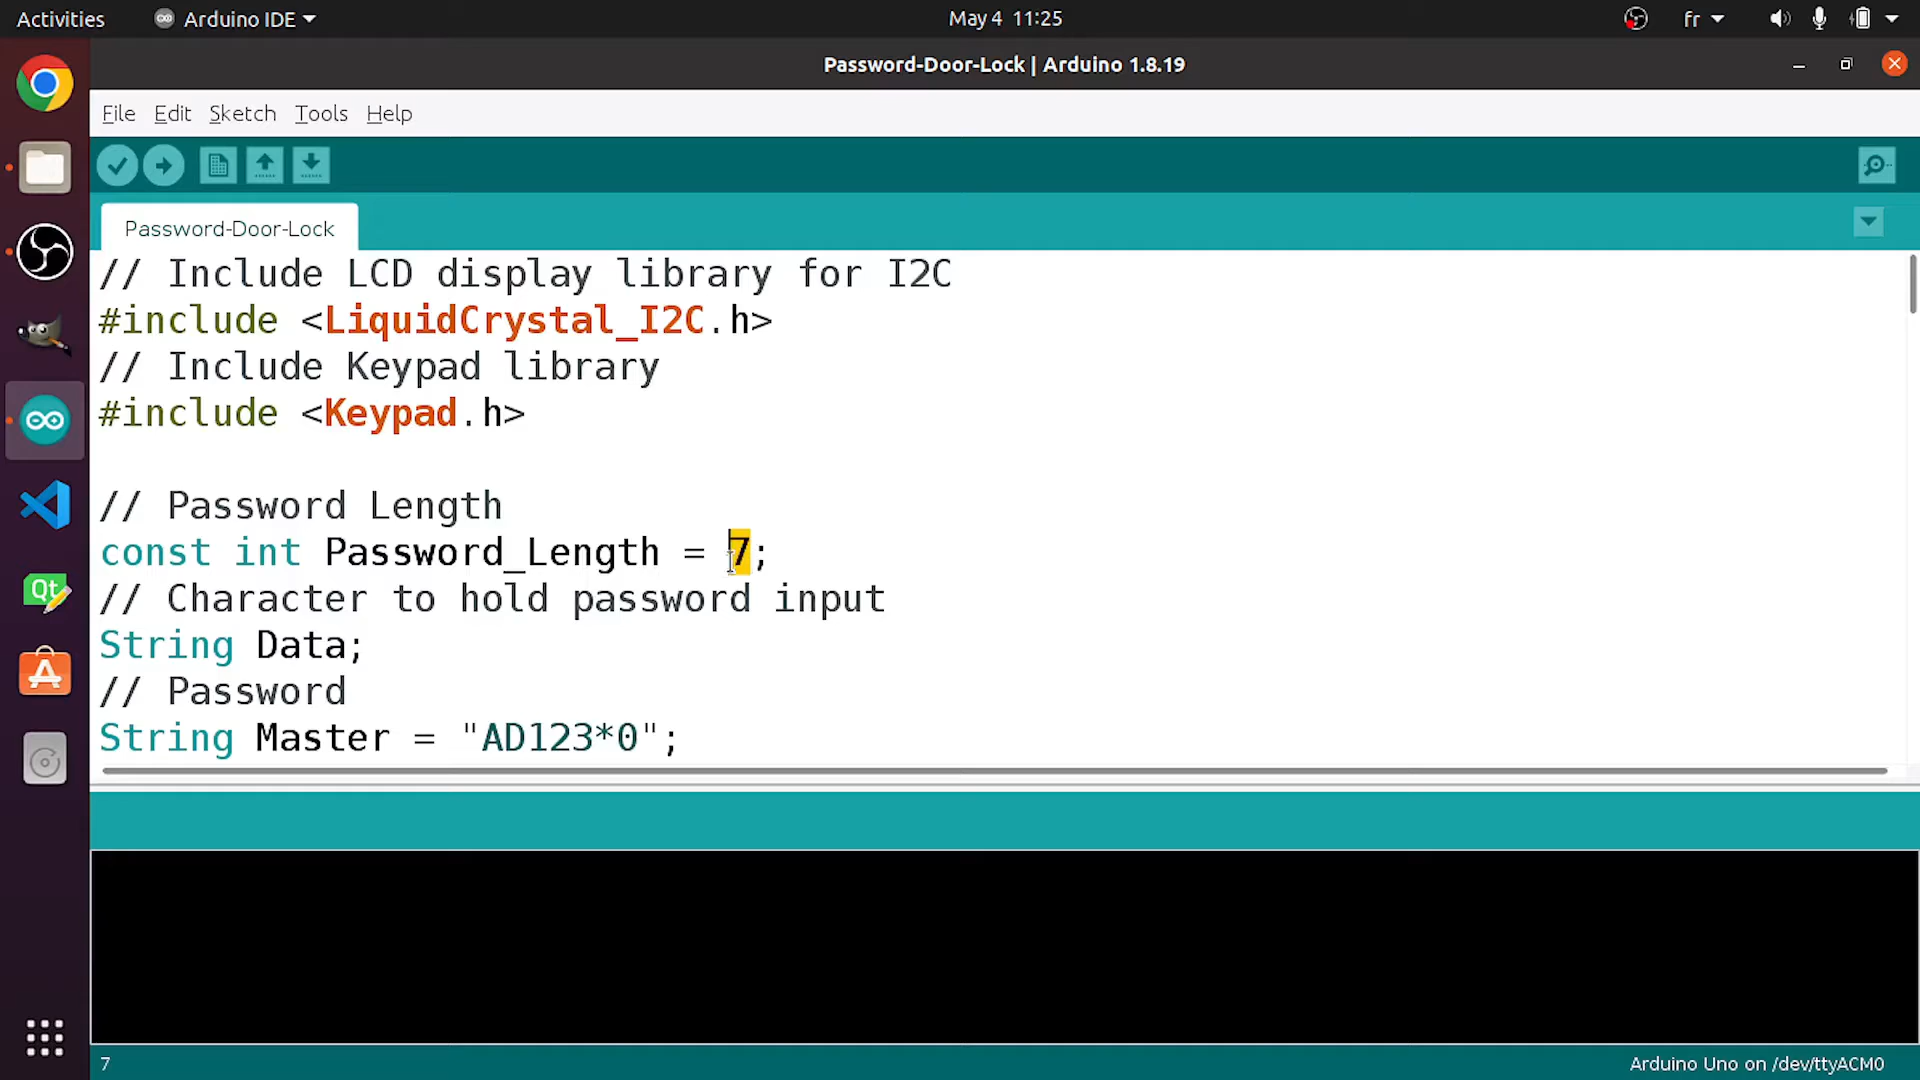 Activities Arduino IDE May 4 11:25 fr
Password-Door-Lock | Arduino 1.8.19
File Edit Sketch Tools Help
Password-Door-Lock
// Include LCD display library for I2C
#include <LiquidCrystal_I2C.h>
// Include Keypad library
#include <Keypad.h>
// Password Length
const int Password_Length = 7;
// Character to hold password input
String Data;
// Password
String Master = "AD123*0";
Qt
7 Arduino Uno on /dev/ttyACM0